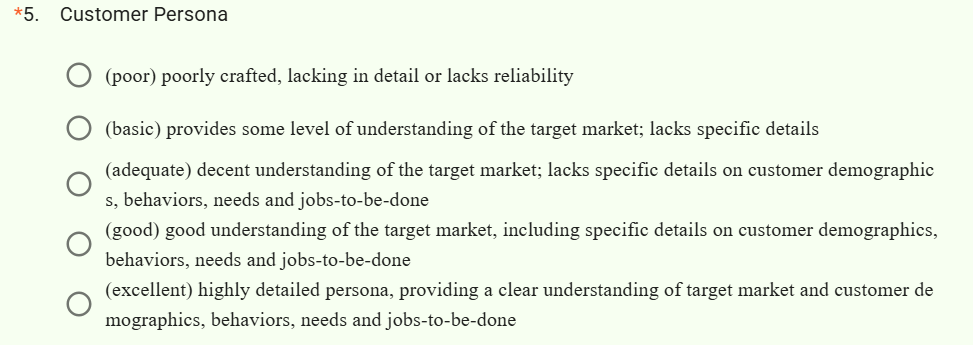 *5. Customer Persona
(poor) poorly crafted, lacking in detail or lacks reliability
(basic) provides some level of understanding of the target market; lacks specific details
(adequate) decent understanding of the target market; lacks specific details on customer demographic
s, behaviors, needs and jobs-to-be-done
(good) good understanding of the target market, including specific details on customer demographics,
behaviors, needs and jobs-to-be-done
(excellent) highly detailed persona, providing a clear understanding of target market and customer de
mographics, behaviors, needs and jobs-to-be-done